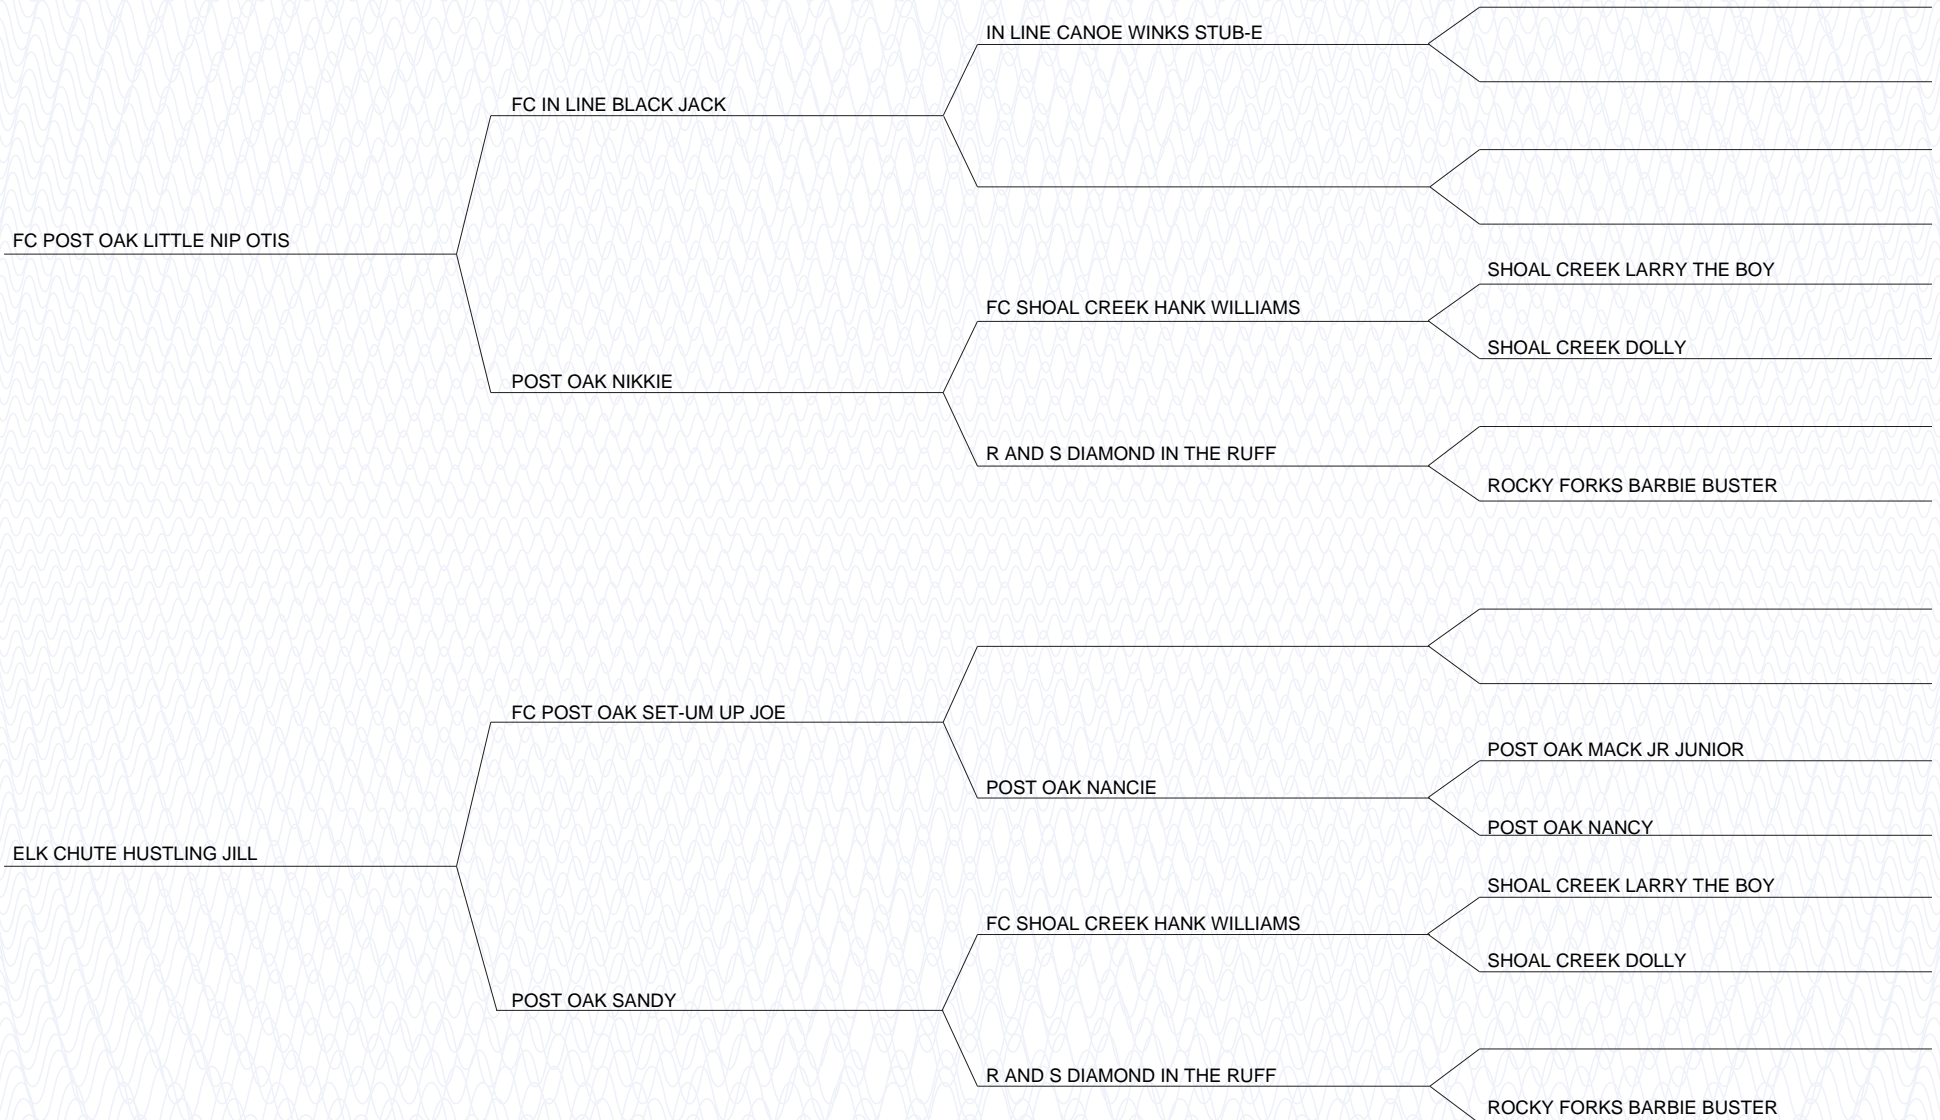 IN LINE CANOE WINKS STUB-E
FC IN LINE BLACK JACK
FC POST OAK LITTLE NIP OTIS
SHOAL CREEK LARRY THE BOY
FC SHOAL CREEK HANK WILLIAMS
SHOAL CREEK DOLLY
POST OAK NIKKIE
R AND S DIAMOND IN THE RUFF
ROCKY FORKS BARBIE BUSTER
FC POST OAK SET-UM UP JOE
POST OAK MACK JR JUNIOR
POST OAK NANCIE
POST OAK NANCY
ELK CHUTE HUSTLING JILL
SHOAL CREEK LARRY THE BOY
FC SHOAL CREEK HANK WILLIAMS
SHOAL CREEK DOLLY
POST OAK SANDY
R AND S DIAMOND IN THE RUFF
ROCKY FORKS BARBIE BUSTER